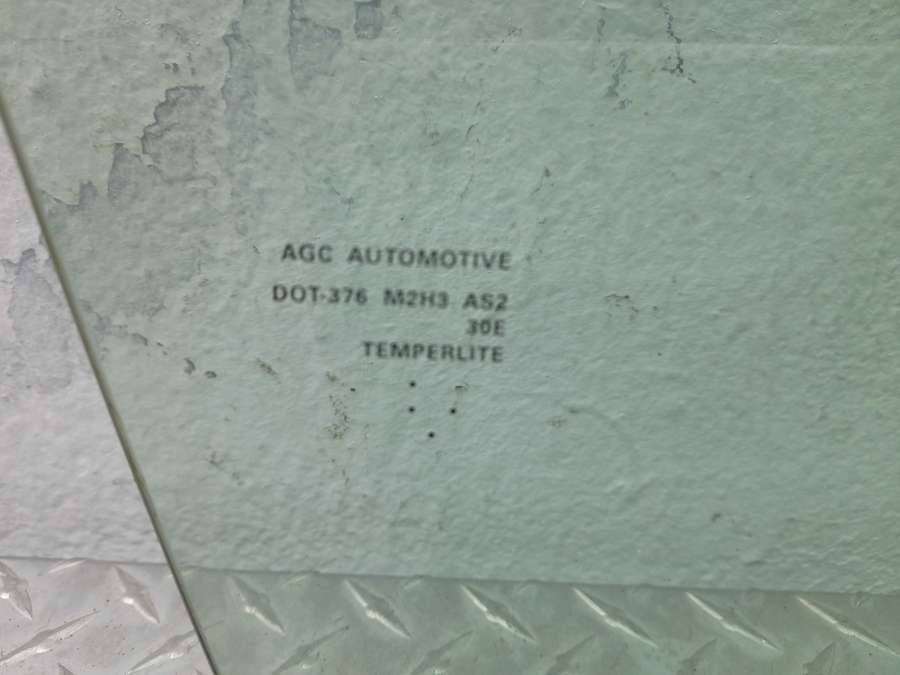 AGC AUTOMOTIVE
DOT-376 M2H3 AS2
30E
TEMPERLITE